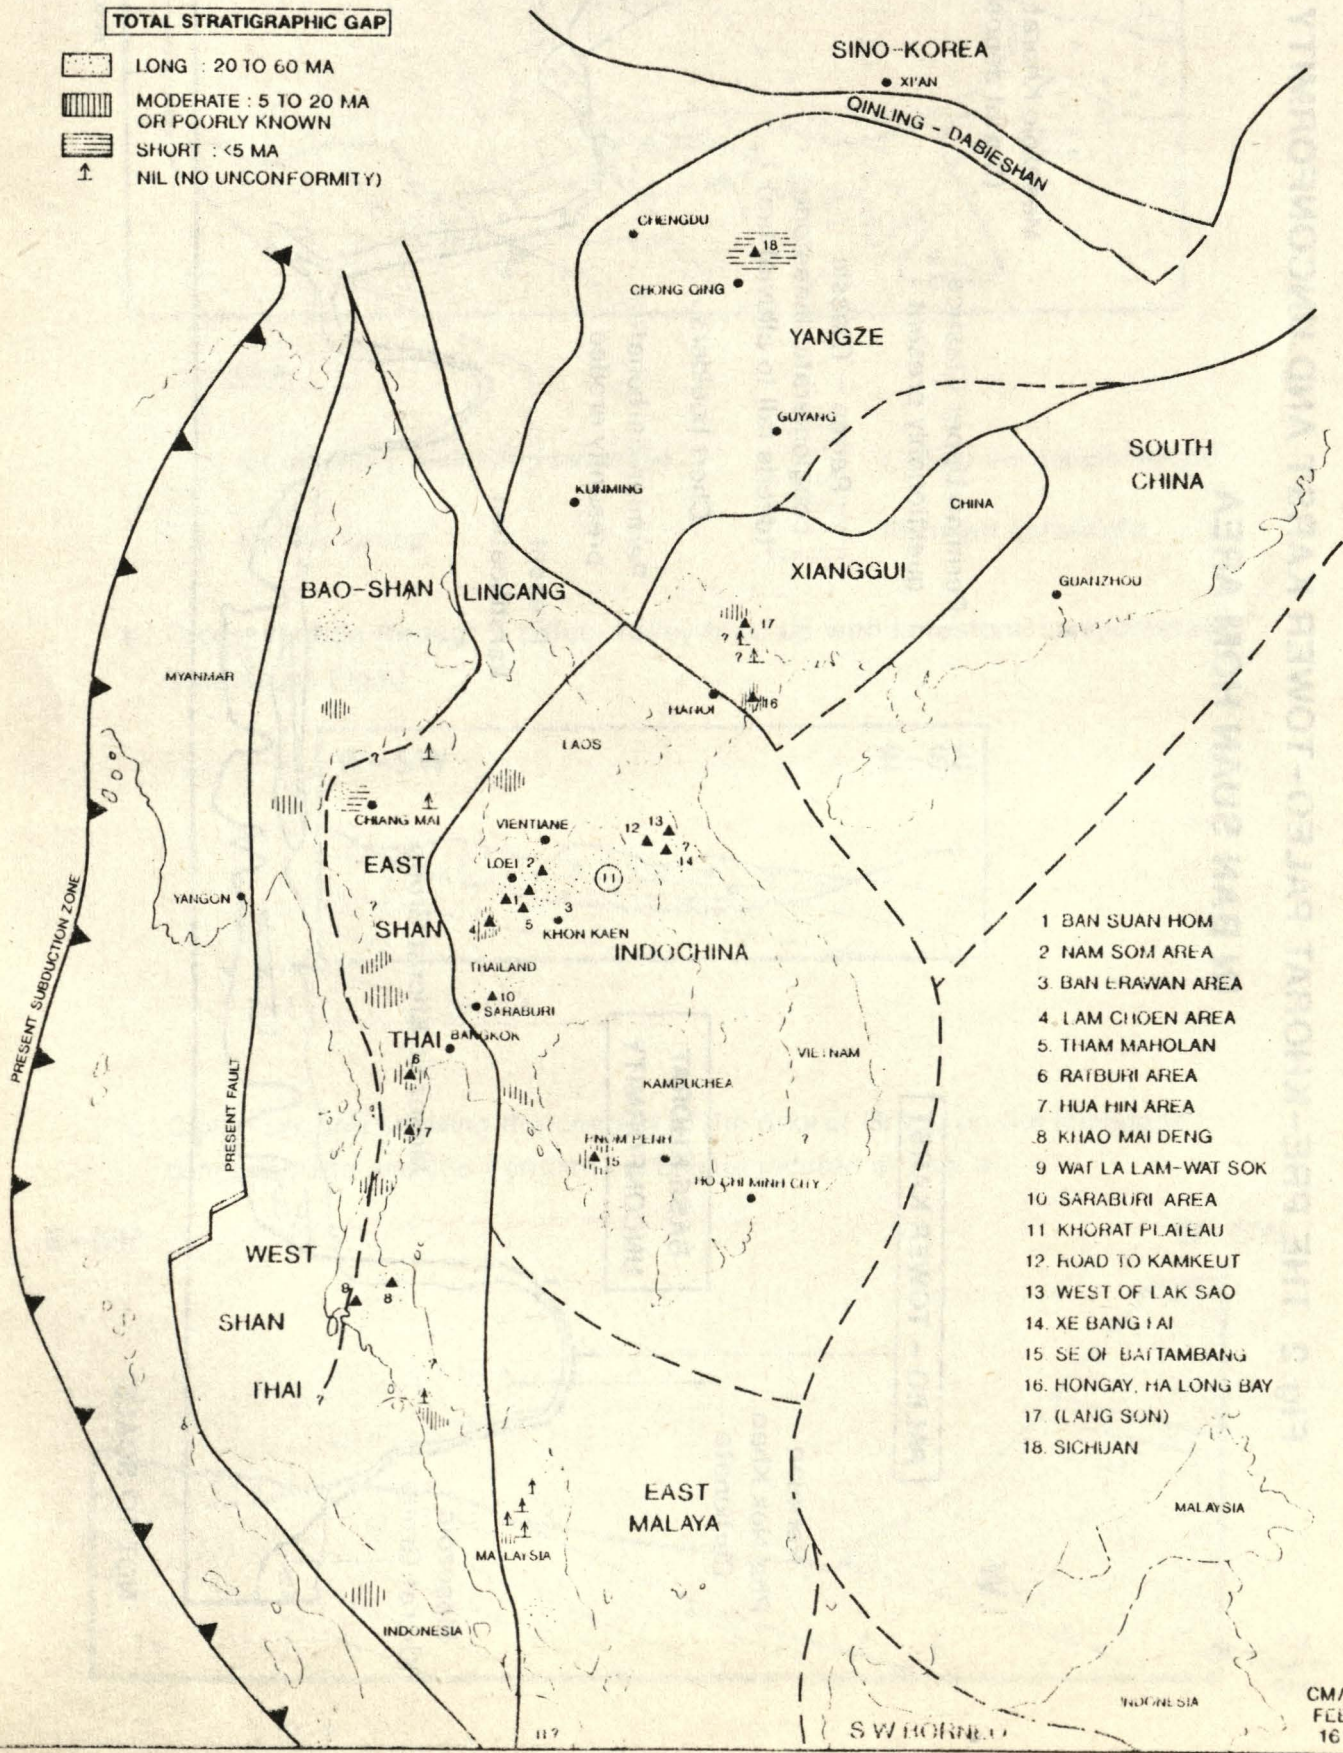 TOTAL STRATIGRAPHIC GAP
LONG : 20 TO 60 MA
MODERATE : 5 TO 20 MA
OR POORLY KNOWN
SHORT : <5 MA
NIL (NO UNCONFORMITY)
SINO-KOREA
XI'AN
QINLING - DABIESHAN
CHENGDU
18
CHONG QING
YANGZE
GUYANG
SOUTH
CHINA
KUNMING
CHINA
BAO-SHAN
LINCANG
XIANGGUI
GUANZHOU
17
?
?
MYANMAR
HANOI
16
LAOS
?
CHIANG MAI
VIENTIANE
12
13
?
14
EAST
LOEI
2
11
YANGON
?
1
3
SHAN
4
5
KHON KAEN
INDOCHINA
PRESENT SUBDUCTION ZONE
THAILAND
10
SARABURI
THAI
BANGKOK
VIETNAM
6
KAMPUCHEA
PRESENT FAULT
7
PNOM PENH
?
15
HO CHI MINH CITY
WEST
9
8
SHAN
THAI
?
?
EAST
MALAYA
MALAYSIA
MALAYSIA
INDONESIA
INDONESIA
S W BORNEO
1 BAN SUAN HOM
2 NAM SOM AREA
3. BAN ERAWAN AREA
4. LAM CHOEN AREA
5. THAM MAHOLAN
6 RATBURI AREA
7. HUA HIN AREA
8 KHAO MAI DENG
9 WAT LA LAM-WAT SOK
10 SARABURI AREA
11 KHORAT PLATEAU
12. ROAD TO KAMKEUT
13 WEST OF LAK SAO
14. XE BANG FAI
15 SE OF BATTAMBANG
16. HONGAY, HA LONG BAY
17. (LANG SON)
18. SICHUAN
CM/
16